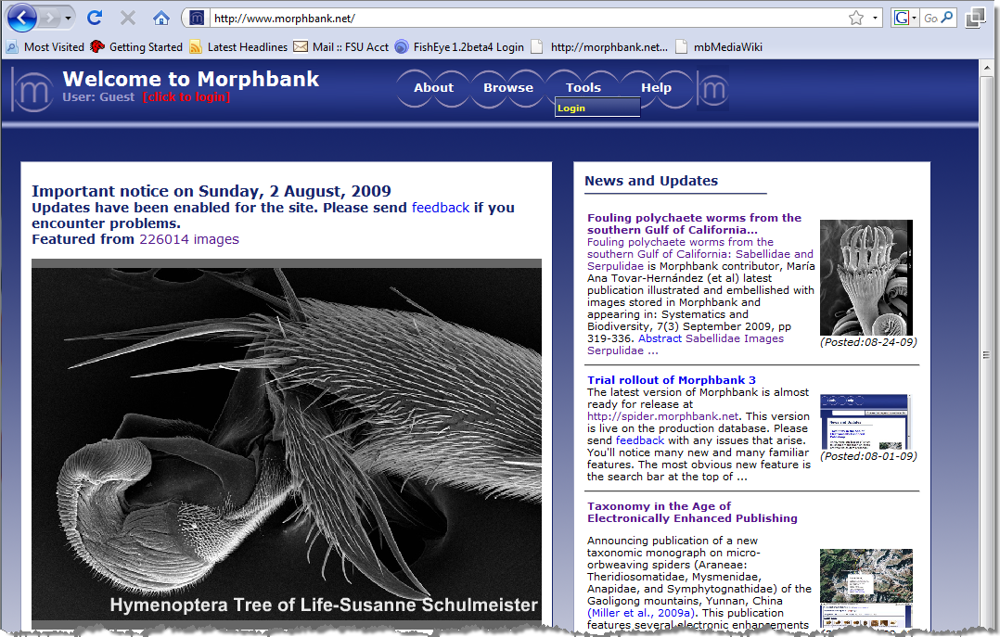 http://www.morphbank.net/
G
Go
Most Visited
Getting Started
Latest Headlines
Mail :: FSU Acct
FishEye 1.2beta4 Login
http://morphbank.net...
mbMediaWiki
m
Welcome to Morphbank
User: Guest [click to login]
About
Browse
Tools
Help
m
Login
Important notice on Sunday, 2 August, 2009
Updates have been enabled for the site. Please send feedback if you
encounter problems.
Featured from 226014 images
Hymenoptera Tree of Life-Susanne Schulmeister
News and Updates
Fouling polychaete worms from the
southern Gulf of California...
Fouling polychaete worms from the
southern Gulf of California: Sabellidae and
Serpulidae is Morphbank contributor, María
Ana Tovar-Hernández (et al) latest
publication illustrated and embellished with
images stored in Morphbank and
appearing in: Systematics and
Biodiversity, 7(3) September 2009, pp
319-336. Abstract Sabellidae Images
Serpulidae ...
(Posted:08-24-09)
Trial rollout of Morphbank 3
The latest version of Morphbank is almost
ready for release at
http://spider.morphbank.net. This version
is live on the production database. Please
send feedback with any issues that arise.
You'll notice many new and many familiar
features. The most obvious new feature is
the search bar at the top of ...
(Posted:08-01-09)
Taxonomy in the Age of
Electronically Enhanced Publishing
Announcing publication of a new
taxonomic monograph on micro-
orbweaving spiders (Araneae:
Theridiosomatidae, Mysmenidae,
Anapidae, and Symphytognathidae) of the
Gaoligong mountains, Yunnan, China
(Miller et al., 2009a). This publication
features several electronic enhancements